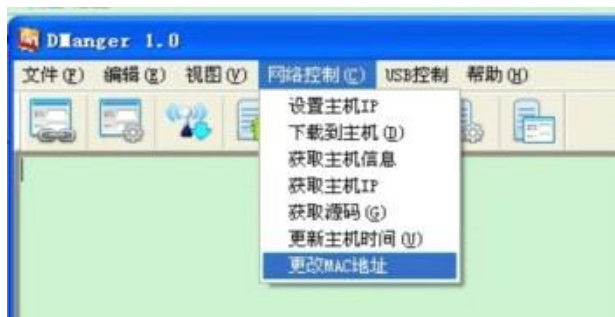 DManger 1.0
文件(F) 编辑(E) 视图(V) 网络控制(C) USB控制 帮助(H)
设置主机IP
下载到主机(D)
获取主机信息
获取主机IP
获取源码(G)
更新主机时间(U)
更改MAC地址